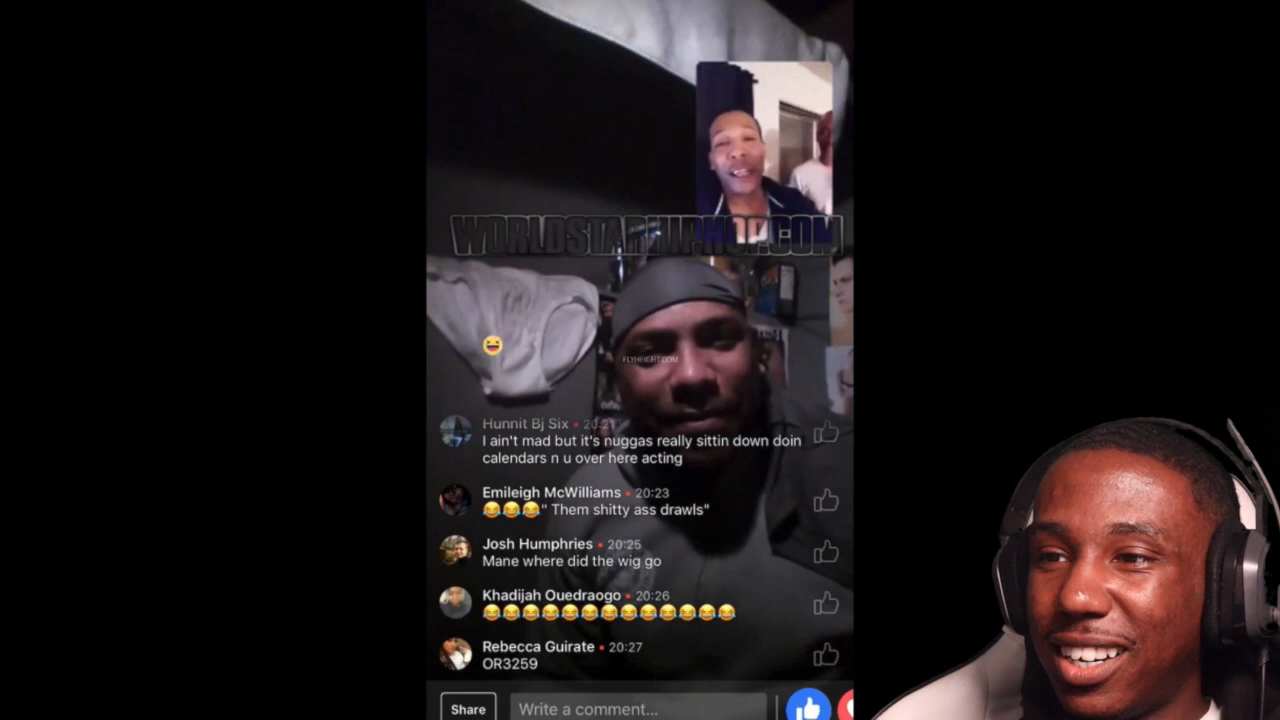 WORLDSTARHIPHOP.COM
FLYHEIGHT.COM
Hunnit Bj Six • 20:21
I ain't mad but it's nuggas really sittin down doin
calendars n u over here acting
Emileigh McWilliams • 20:23
😂😂😂" Them shitty ass drawls"
Josh Humphries • 20:25
Mane where did the wig go
Khadijah Ouedraogo • 20:26
😂😂😂😂😂😂😂😂😂😂😂😂😂
Rebecca Guirate • 20:27
OR3259
Share
Write a comment...